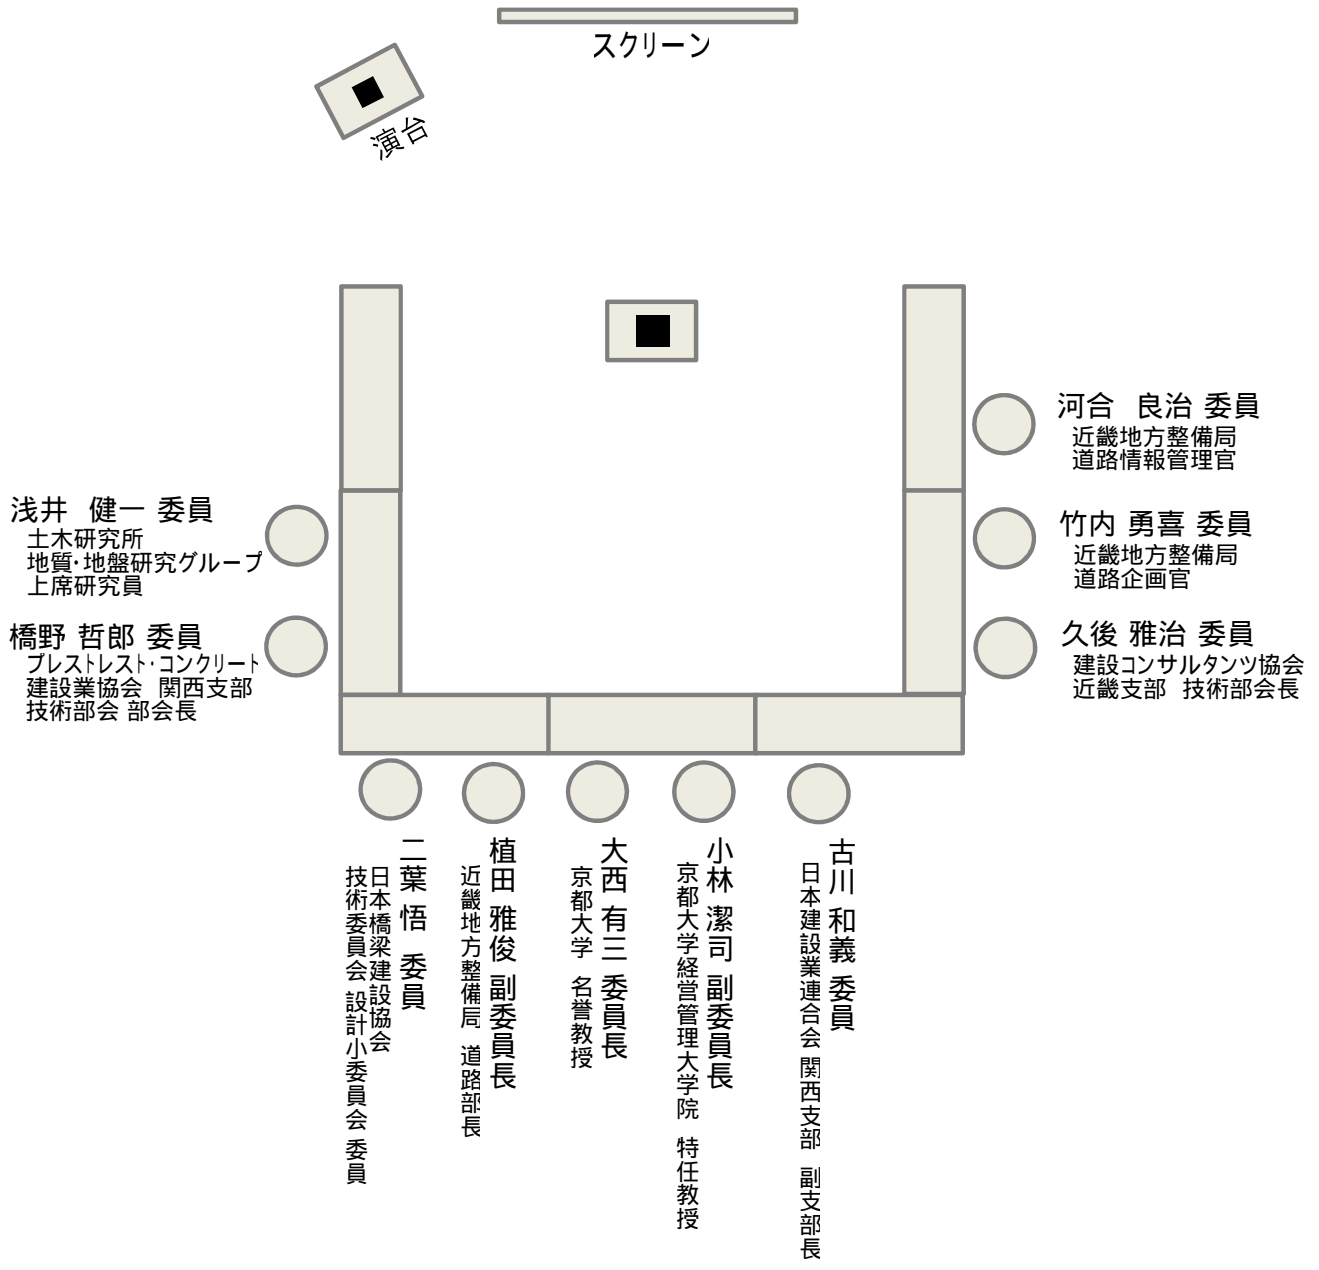 スクリーン
演台
河合 良治 委員
近畿地方整備局
道路情報管理官
浅井 健一 委員
土木研究所
地質・地盤研究グループ
上席研究員
竹内 勇喜 委員
近畿地方整備局
道路企画官
橋野 哲郎 委員
プレストレスト・コンクリート
建設業協会 関西支部
技術部会 部会長
久後 雅治 委員
建設コンサルタンツ協会
近畿支部 技術部会長
二葉 悟 委員
日本橋梁建設協会
技術委員会 設計小委員会 委員
植田 雅俊 副委員長
近畿地方整備局 道路部長
大西 有三 委員長
京都大学 名誉教授
小林 潔司 副委員長
京都大学経営管理大学院 特任教授
古川 和義 委員
日本建設業連合会 関西支部 副支部長